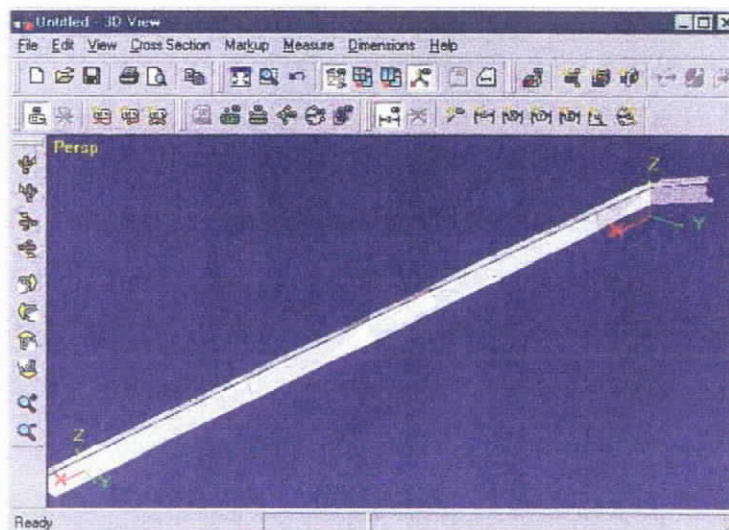 Untitled - 3D View
File Edit View Cross Section Markup Measure Dimensions Help
Persp
Z
X Y
Z
X Y
Ready